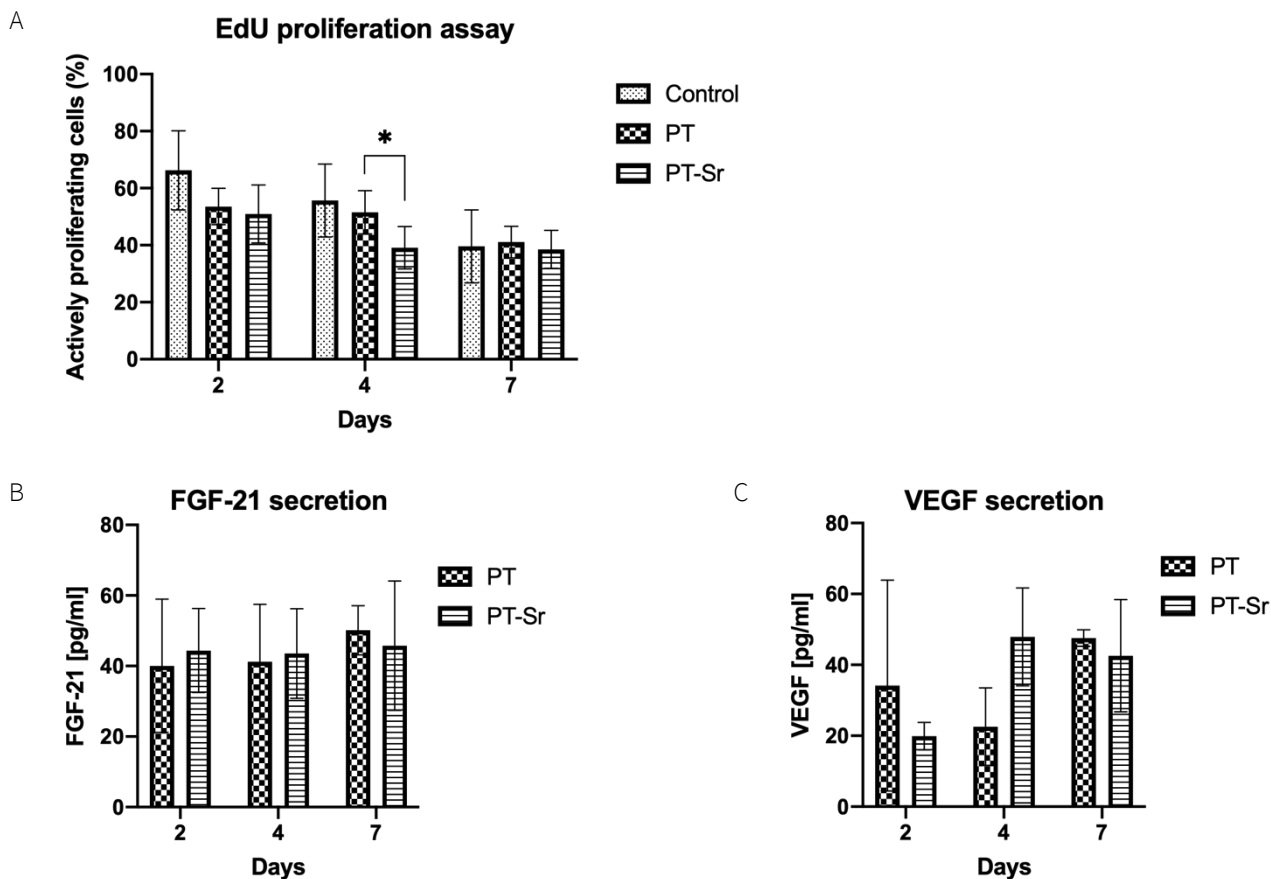 A
EdU proliferation assay
Actively proliferating cells (%)
100
80
60
40
20
0
*
2 4 7
Days
Control
PT
PT-Sr
B
FGF-21 secretion
FGF-21 [pg/ml]
80
60
40
20
0
2 4 7
Days
PT
PT-Sr
C
VEGF secretion
VEGF [pg/ml]
80
60
40
20
0
2 4 7
Days
PT
PT-Sr